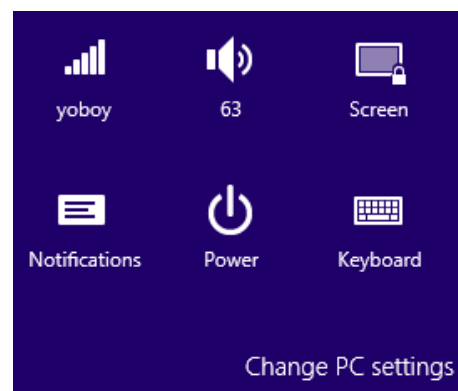 yoboy 63 Screen
Notifications Power Keyboard
Change PC settings